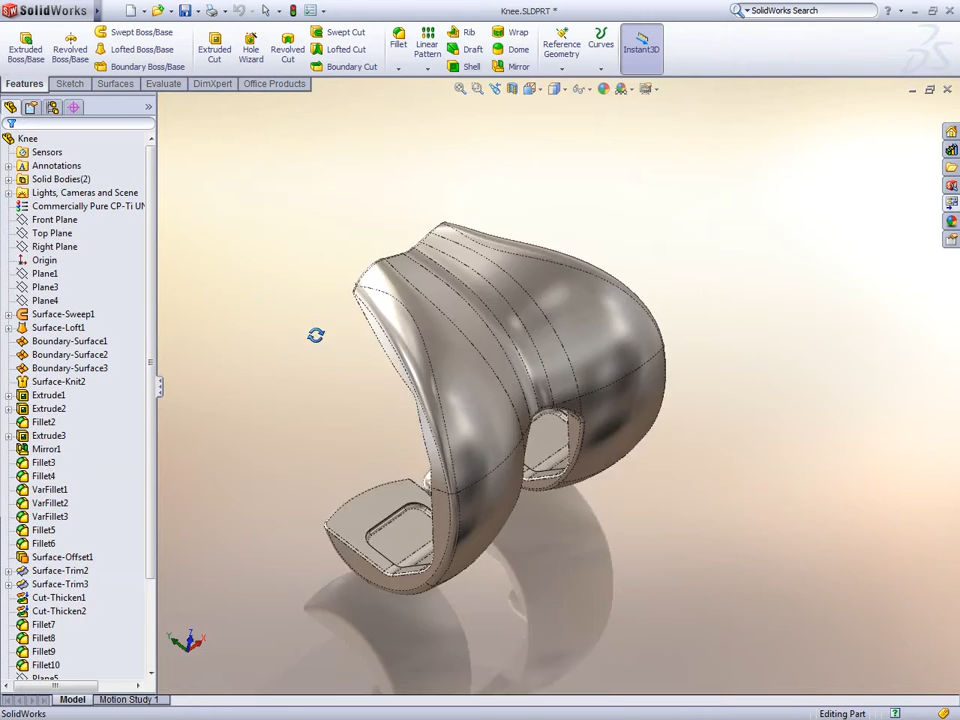 SolidWorks
Knee.SLDPRT *
SolidWorks Search
Extruded Boss/Base
Revolved Boss/Base
Swept Boss/Base
Lofted Boss/Base
Boundary Boss/Base
Extruded Cut
Hole Wizard
Revolved Cut
Swept Cut
Lofted Cut
Boundary Cut
Fillet
Linear Pattern
Rib
Draft
Shell
Wrap
Dome
Mirror
Reference Geometry
Curves
Instant3D
Features
Sketch
Surfaces
Evaluate
DimXpert
Office Products
Knee
Sensors
Annotations
Solid Bodies(2)
Lights, Cameras and Scene
Commercially Pure CP-Ti UN
Front Plane
Top Plane
Right Plane
Origin
Plane1
Plane3
Plane4
Surface-Sweep1
Surface-Loft1
Boundary-Surface1
Boundary-Surface2
Boundary-Surface3
Surface-Knit2
Extrude1
Extrude2
Fillet2
Extrude3
Mirror1
Fillet3
Fillet4
VarFillet1
VarFillet2
VarFillet3
Fillet5
Fillet6
Surface-Offset1
Surface-Trim2
Surface-Trim3
Cut-Thicken1
Cut-Thicken2
Fillet7
Fillet8
Fillet9
Fillet10
Plane5
Y
Z
X
Model
Motion Study 1
SolidWorks
Editing Part